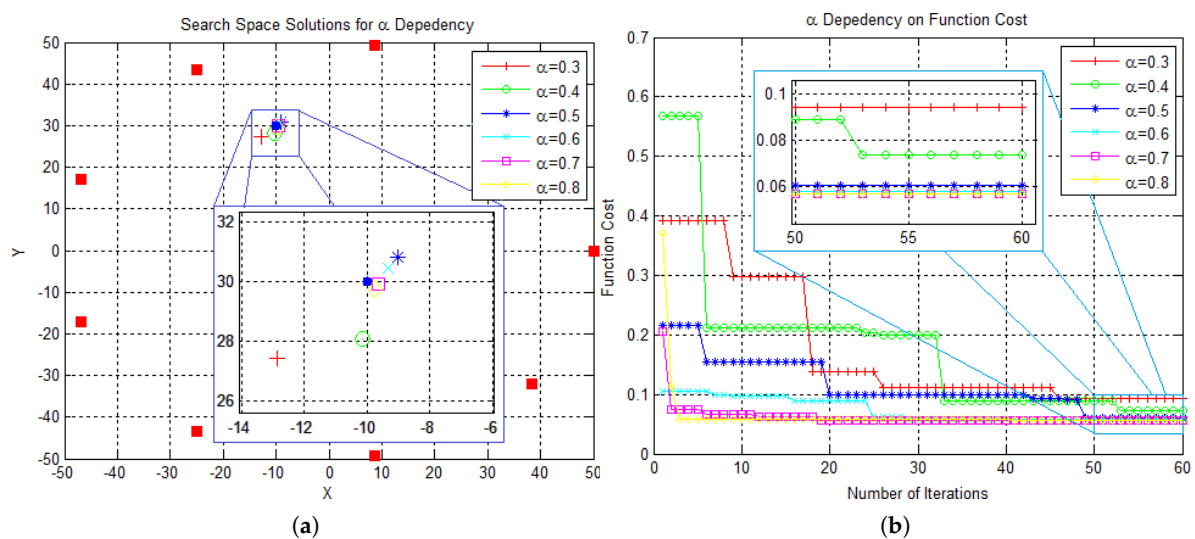 Search Space Solutions for α Depedency
50
40
30
20
10
0
-10
-20
-30
-40
-50
Y
-50 -40 -30 -20 -10 0 10 20 30 40 50
X
α=0.3
α=0.4
α=0.5
α=0.6
α=0.7
α=0.8
32
30
28
26
-14 -12 -10 -8 -6
(a)
α Depedency on Function Cost
0.7
0.6
0.5
0.4
0.3
0.2
0.1
0
Function Cost
0 10 20 30 40 50 60
Number of Iterations
α=0.3
α=0.4
α=0.5
α=0.6
α=0.7
α=0.8
0.1
0.08
0.06
50 55 60
(b)